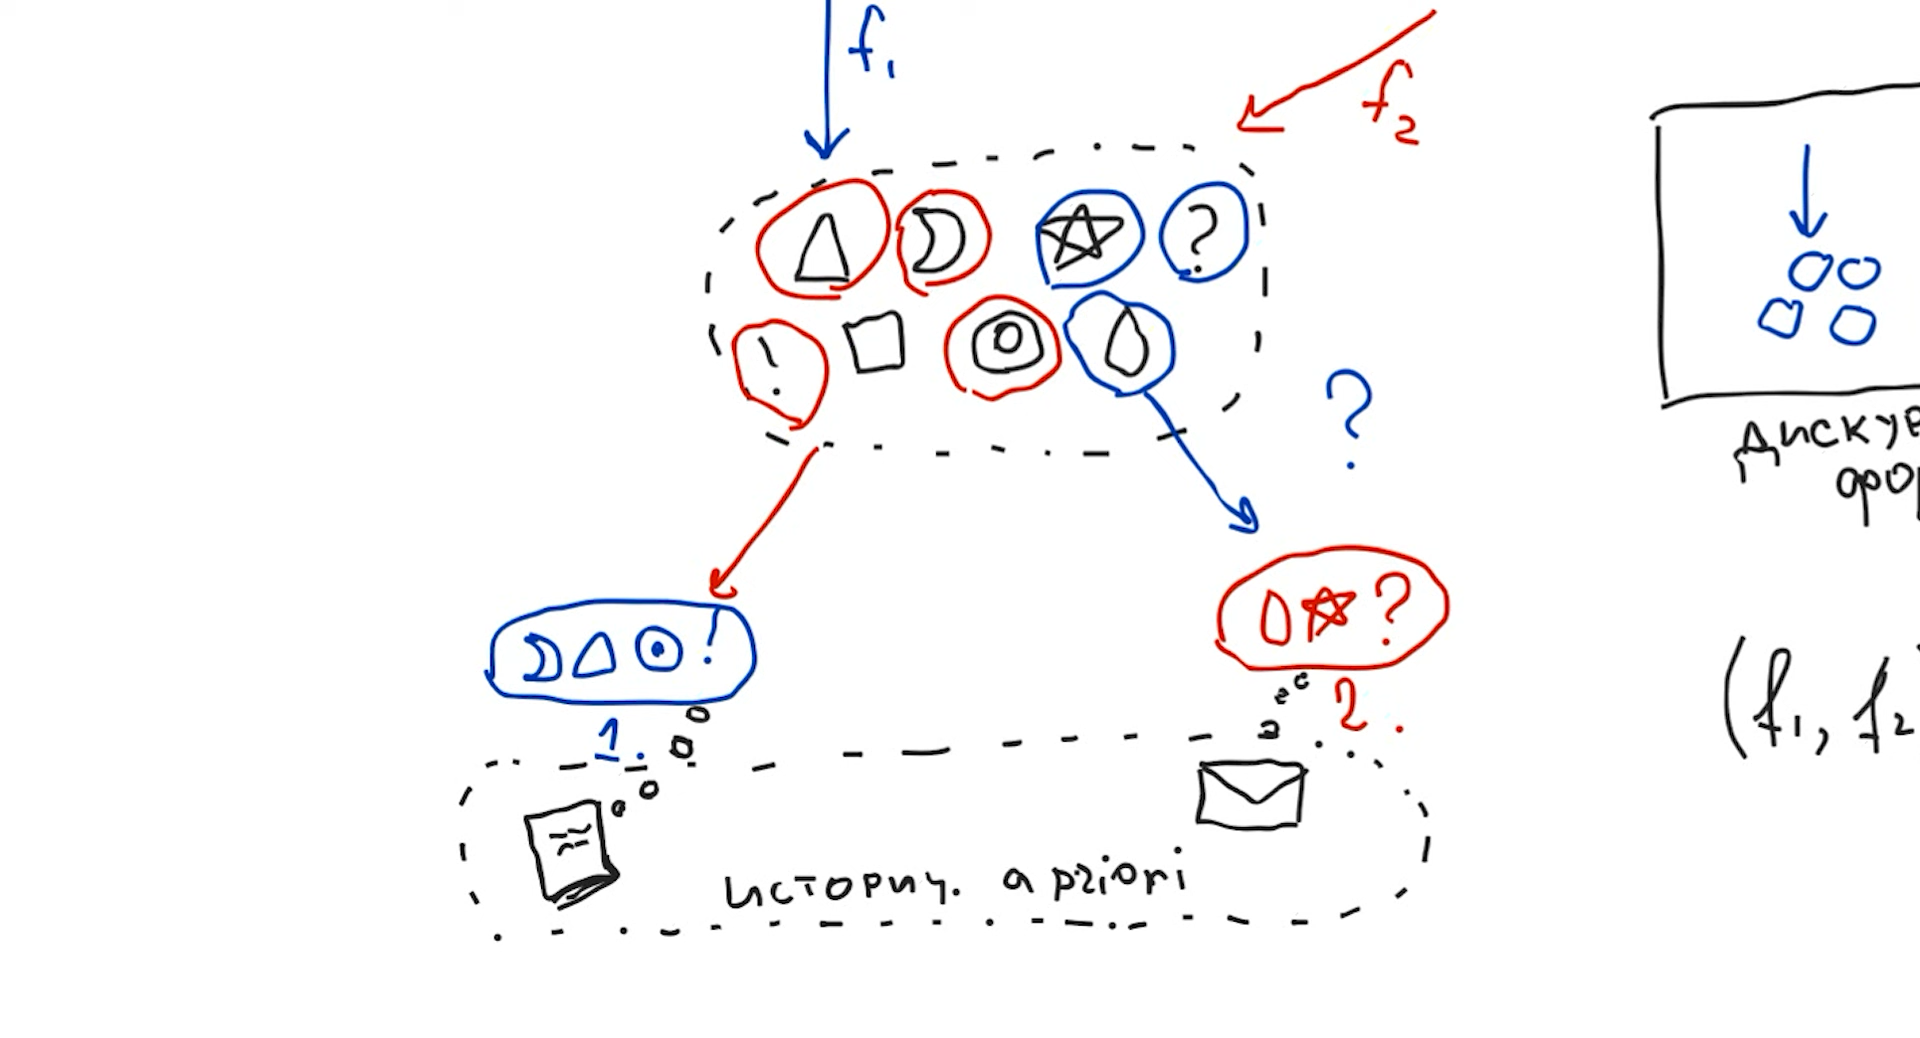 f₁
f₂
?
!
?
!
?
1.
2.
историч. a priori
(f₁, f₂